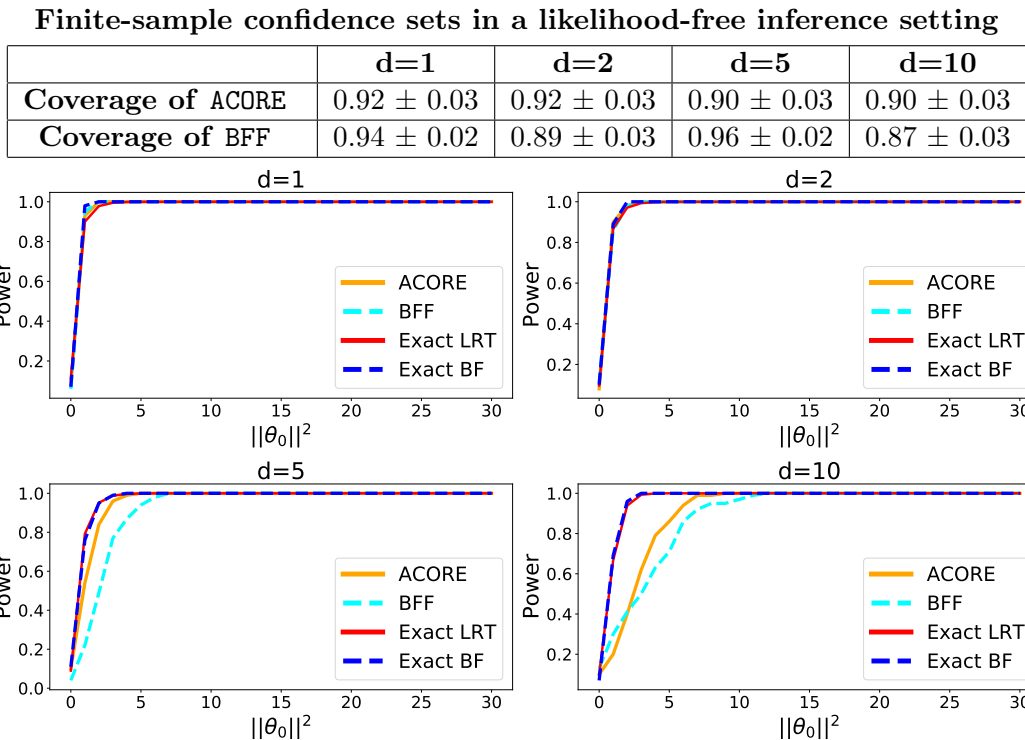 Finite-sample confidence sets in a likelihood-free inference setting
d=1 d=2 d=5 d=10
Coverage of ACORE 0.92 ± 0.03 0.92 ± 0.03 0.90 ± 0.03 0.90 ± 0.03
Coverage of BFF 0.94 ± 0.02 0.89 ± 0.03 0.96 ± 0.02 0.87 ± 0.03
d=1
1.0
0.8
0.6
0.4
0.2
Power
ACORE
BFF
Exact LRT
Exact BF
0 5 10 15 20 25 30
||θ₀||²
d=2
1.0
0.8
0.6
0.4
0.2
Power
ACORE
BFF
Exact LRT
Exact BF
0 5 10 15 20 25 30
||θ₀||²
d=5
1.0
0.8
0.6
0.4
0.2
0.0
Power
ACORE
BFF
Exact LRT
Exact BF
0 5 10 15 20 25 30
||θ₀||²
d=10
1.0
0.8
0.6
0.4
0.2
Power
ACORE
BFF
Exact LRT
Exact BF
0 5 10 15 20 25 30
||θ₀||²